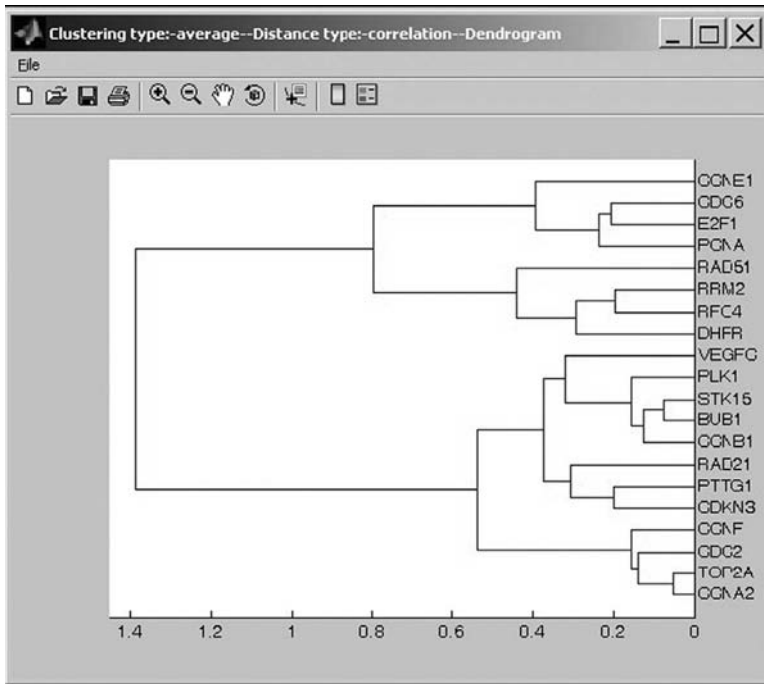 Clustering type:-average--Distance type:-correlation--Dendrogram
File
CCNE1
CDC6
E2F1
PCNA
RAD51
RRM2
RFC4
DHFR
VEGFC
PLK1
STK15
BUB1
CCNB1
RAD21
PTTG1
CDKN3
CCNF
CDC2
TOP2A
CCNA2
1.4 1.2 1 0.8 0.6 0.4 0.2 0